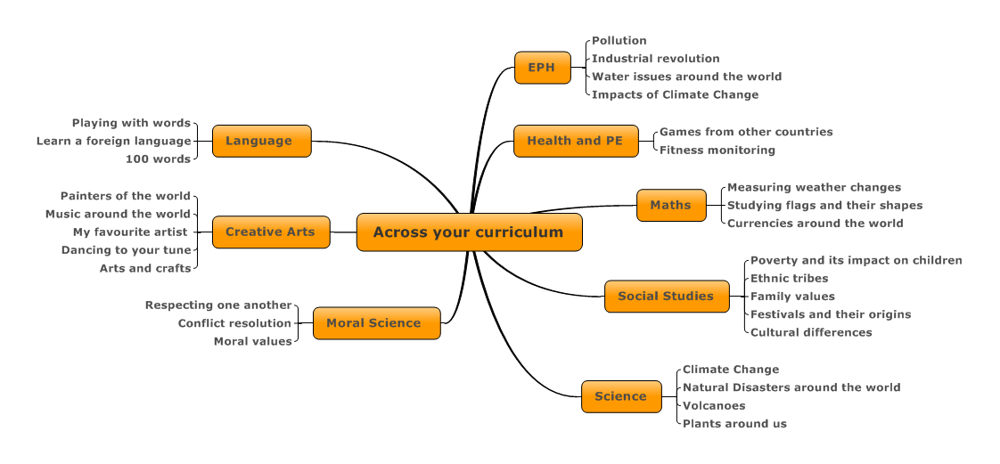 Across your curriculum
EPH
Pollution
Industrial revolution
Water issues around the world
Impacts of Climate Change
Health and PE
Games from other countries
Fitness monitoring
Maths
Measuring weather changes
Studying flags and their shapes
Currencies around the world
Social Studies
Poverty and its impact on children
Ethnic tribes
Family values
Festivals and their origins
Cultural differences
Science
Climate Change
Natural Disasters around the world
Volcanoes
Plants around us
Language
Playing with words
Learn a foreign language
100 words
Creative Arts
Painters of the world
Music around the world
My favourite artist
Dancing to your tune
Arts and crafts
Moral Science
Respecting one another
Conflict resolution
Moral values